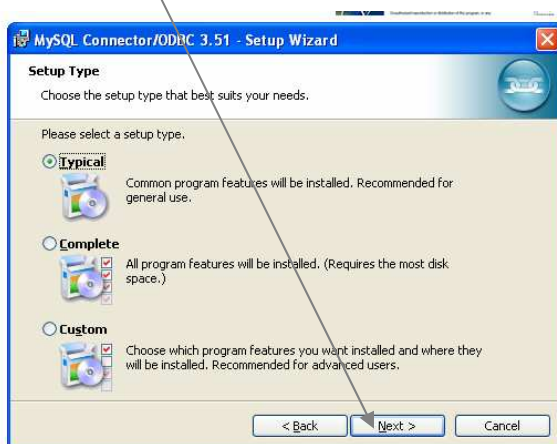 MySQL Connector/ODBC 3.51 - Setup Wizard
Setup Type
Choose the setup type that best suits your needs.
Please select a setup type.
Typical
Common program features will be installed. Recommended for
general use.
Complete
All program features will be installed. (Requires the most disk
space.)
Custom
Choose which program features you want installed and where they
will be installed. Recommended for advanced users.
< Back
Next >
Cancel